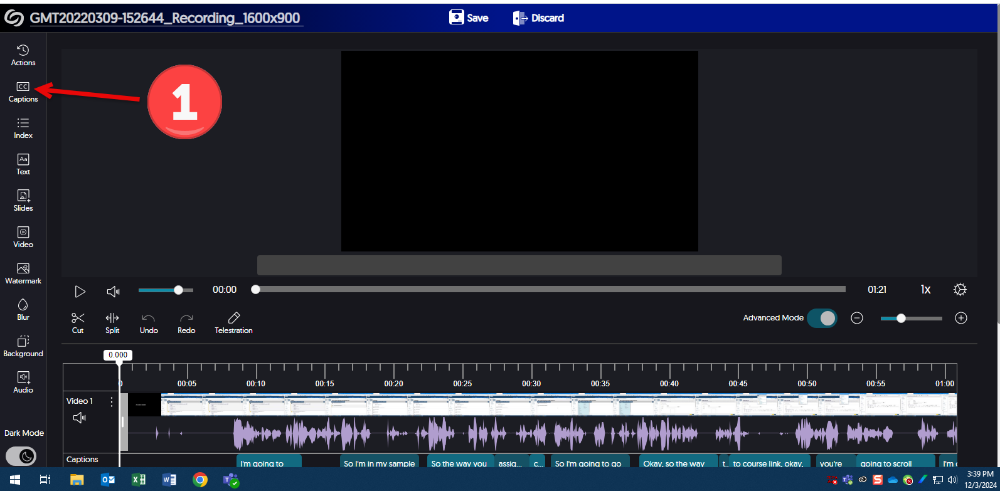 GMT20220309-152644_Recording_1600x900
Save
Discard
Actions
CC
Captions
1
Index
Aa
Text
Slides
Video
Watermark
Blur
Background
Audio
Dark Mode
00:00
01:21
1x
Cut
Split
Undo
Redo
Telestration
Advanced Mode
0.000
0
00:05
00:10
00:15
00:20
00:25
00:30
00:35
00:40
00:45
00:50
00:55
01:00
Video 1
Captions
I'm going to
So I'm in my sample
So the way you
assig...
c...
So I'm going to go
Okay, so the way
t..
to course link, okay,
you're
going to scroll
I'm
3:39 PM
12/3/2024